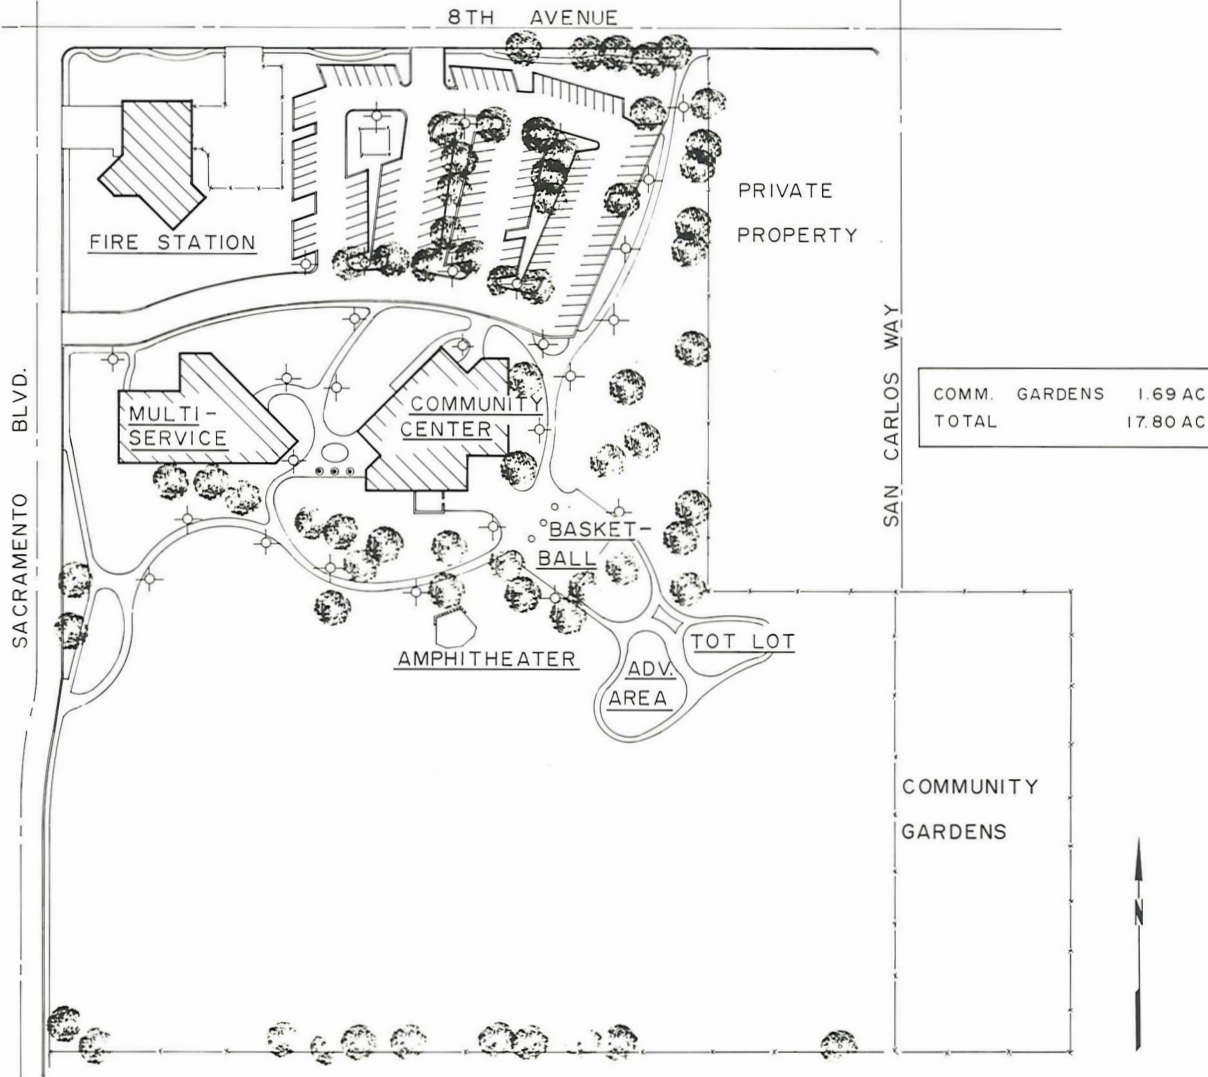 8TH AVENUE
PRIVATE
PROPERTY
FIRE STATION
SAN CARLOS WAY
SACRAMENTO BLVD.
COMM. GARDENS 1.69 AC
TOTAL 17.80 AC
MULTI-
SERVICE
COMMUNITY
CENTER
BASKET-
BALL
AMPHITHEATER
TOT LOT
ADV.
AREA
COMMUNITY
GARDENS
N